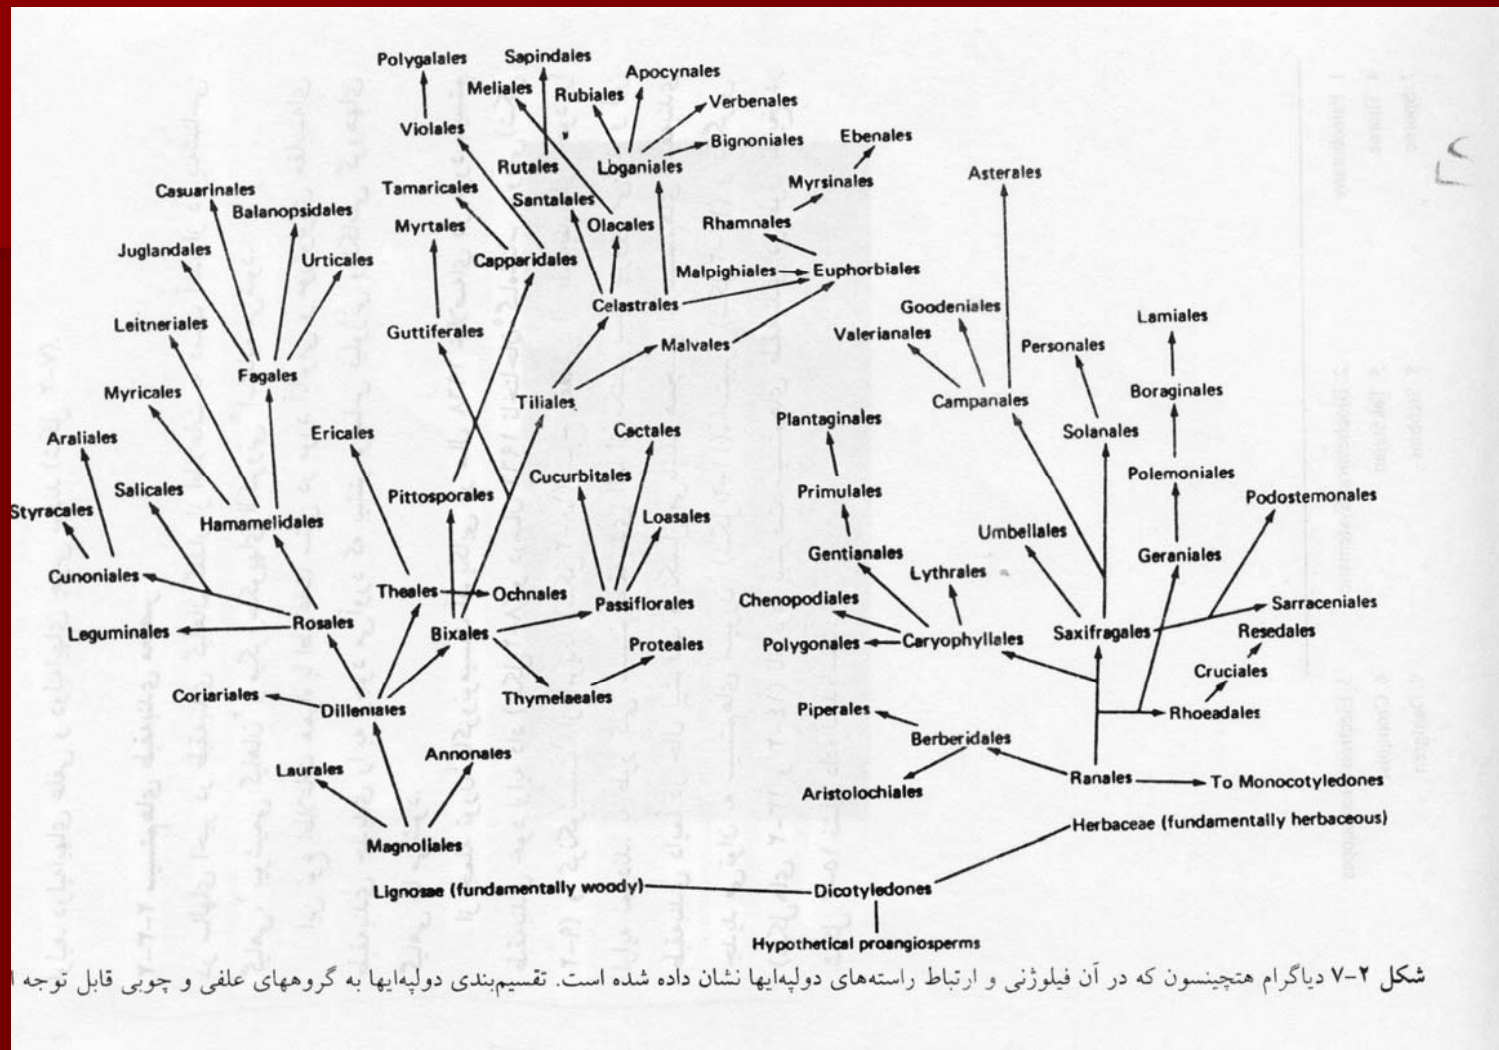 Polygalales
Sapindales
Apocynales
Meliales
Rubiales
Verbenales
Violales
Bignoniales
Ebenales
Rutales
Loganiales
Asterales
Casuarinales
Tamaricales
Santalales
Myrsinales
Balanopsidales
Myrtales
Olacales
Rhamnales
Juglandales
Urticales
Capparidales
Malpighiales
Euphorbiales
Celastrales
Goodeniales
Leitneriales
Guttiferales
Malvales
Valerianales
Personales
Lamiales
Fagales
Myricales
Tiliales
Campanales
Boraginales
Araliales
Ericales
Cactales
Plantaginales
Solanales
Salicales
Pittosporales
Cucurbitales
Primulales
Polemoniales
Podostemonales
Styracales
Hamamelidales
Loasales
Umbellales
Gentianales
Geraniales
Cunoniales
Theales
Ochnales
Passiflorales
Lythrales
Chenopodiales
Sarraceniales
Leguminales
Rosales
Bixales
Proteales
Polygonales
Caryophyllales
Saxifragales
Resedales
Cruciales
Coriariales
Dilleniales
Thymelaeales
Piperales
Rhoeadales
Berberidales
Laurales
Annonales
Aristolochiales
Ranales
To Monocotyledones
Magnoliales
Herbaceae (fundamentally herbaceous)
Lignosae (fundamentally woody)
Dicotyledones
Hypothetical proangiosperms
شکل ۲–۷ دیاگرام هتچینسون که در آن فیلوژنی و ارتباط راسته‌های دولپه‌ایها نشان داده شده است. تقسیم‌بندی دولپه‌ایها به گروههای علفی و چوبی قابل توجه ا